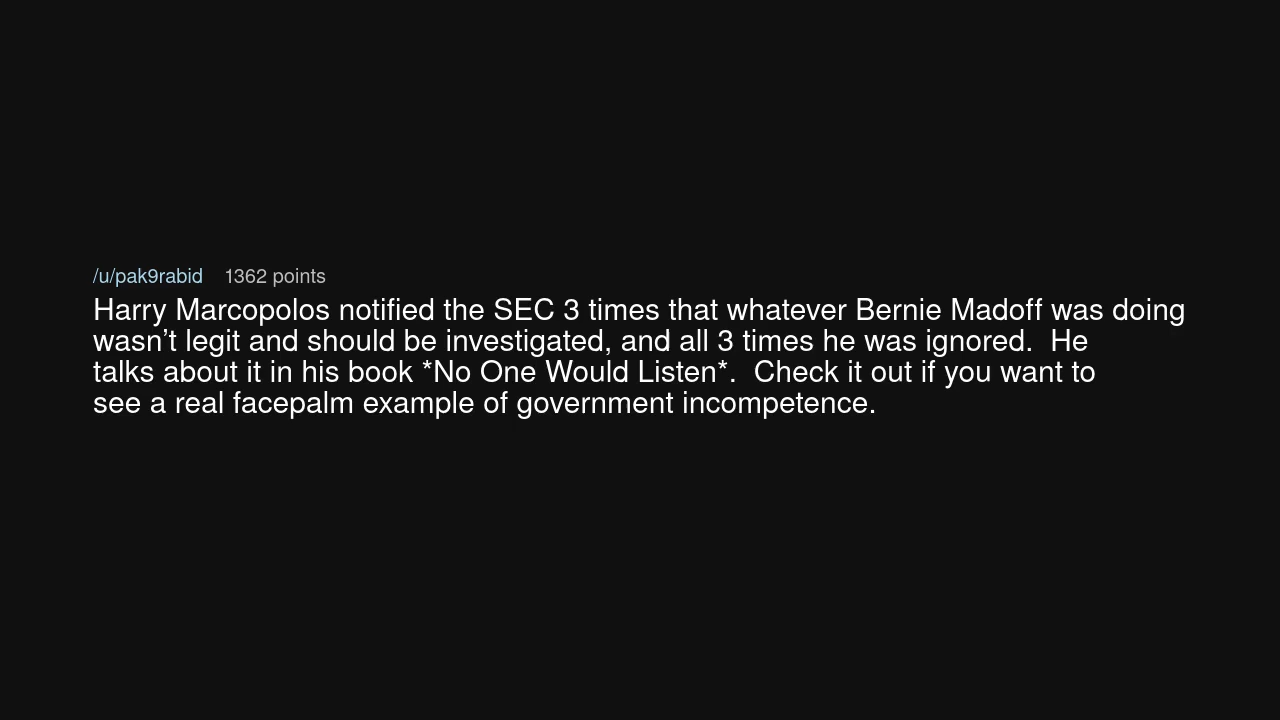 /u/pak9rabid 1362 points
Harry Marcopolos notified the SEC 3 times that whatever Bernie Madoff was doing
wasn’t legit and should be investigated, and all 3 times he was ignored.  He
talks about it in his book *No One Would Listen*.  Check it out if you want to
see a real facepalm example of government incompetence.